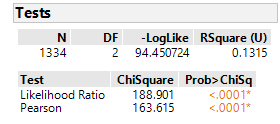 Tests
N DF -LogLike RSquare (U)
1334 2 94.450724 0.1315
Test ChiSquare Prob>ChiSq
Likelihood Ratio 188.901 <.0001*
Pearson 163.615 <.0001*